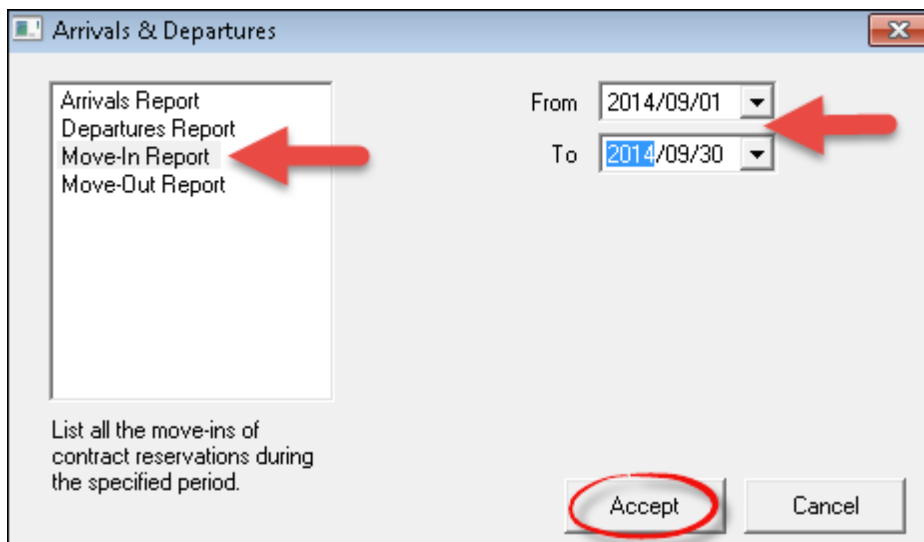 Arrivals & Departures
Arrivals Report
Departures Report
Move-In Report
Move-Out Report
From 2014/09/01
To 2014/09/30
List all the move-ins of
contract reservations during
the specified period.
Accept Cancel